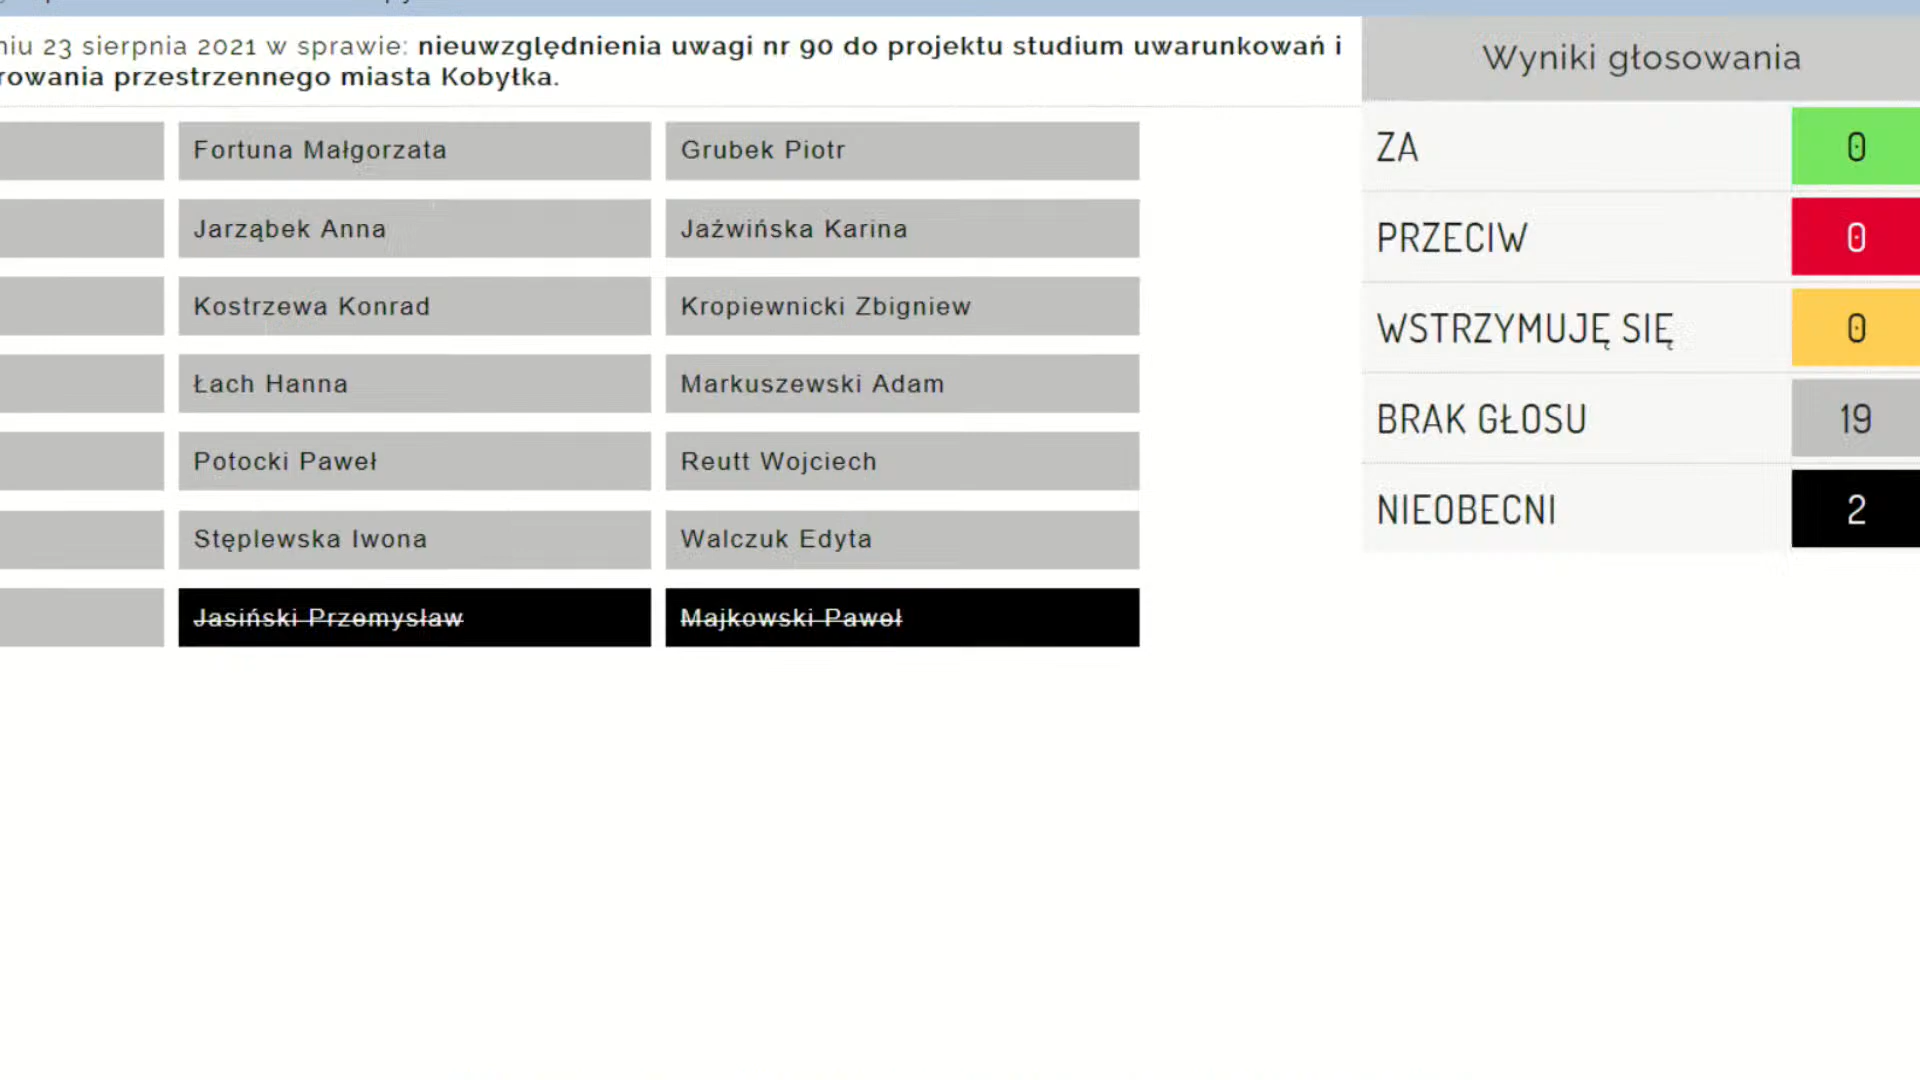 niu 23 sierpnia 2021 w sprawie: nieuwzględnienia uwagi nr 90 do projektu studium uwarunkowań i
rowania przestrzennego miasta Kobyłka.
Fortuna Małgorzata
Grubek Piotr
Jarząbek Anna
Jaźwińska Karina
Kostrzewa Konrad
Kropiewnicki Zbigniew
Łach Hanna
Markuszewski Adam
Potocki Paweł
Reutt Wojciech
Stęplewska Iwona
Walczuk Edyta
Jasiński Przemysław
Majkowski Paweł
Wyniki głosowania
ZA 0
PRZECIW 0
WSTRZYMUJĘ SIĘ 0
BRAK GŁOSU 19
NIEOBECNI 2